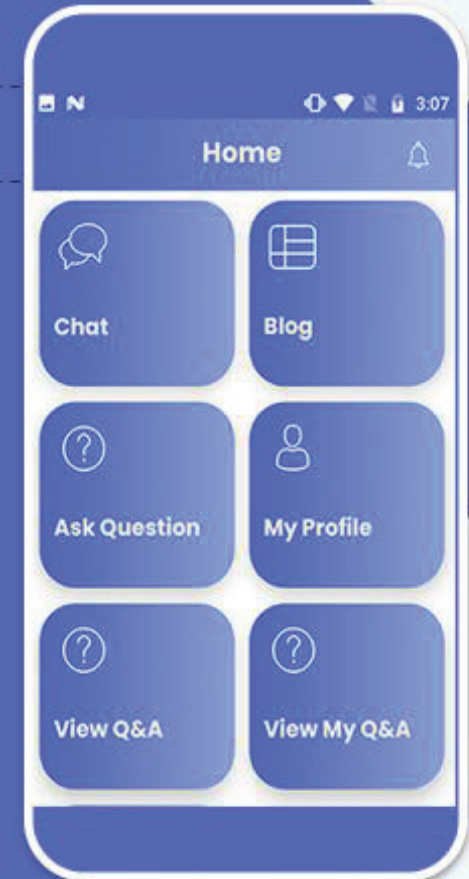 3:07
Home
Chat
Blog
Ask Question
My Profile
View Q&A
View My Q&A